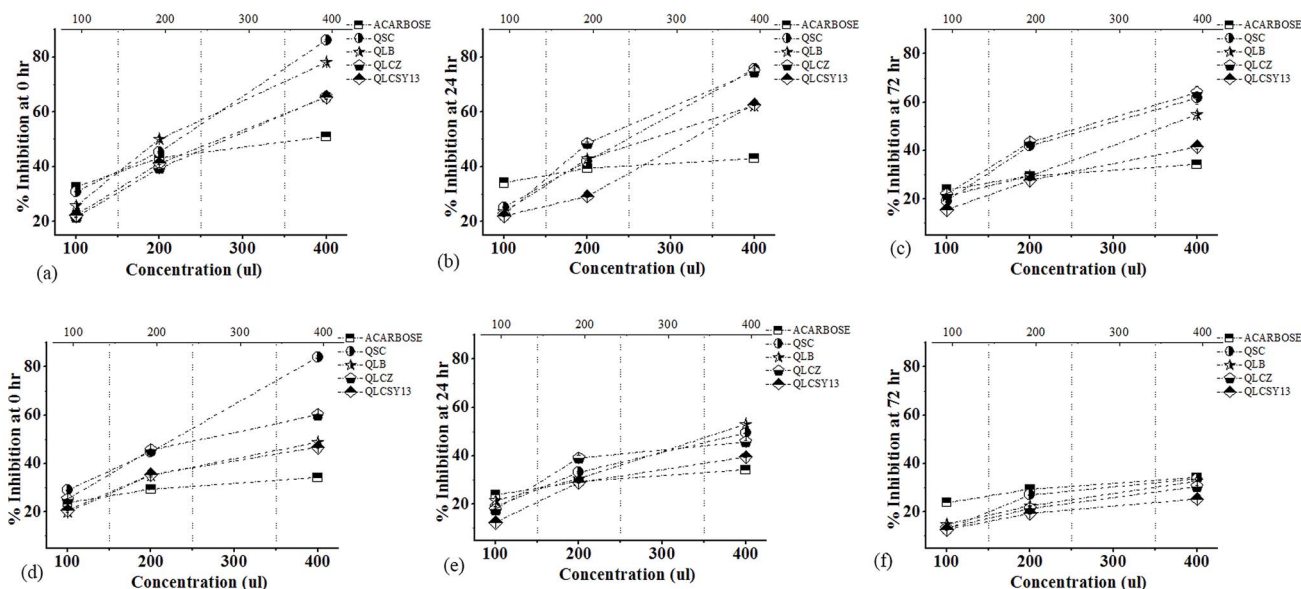 100 200 300 400
ACARBOSE
QSC
QLB
QLCZ
QLCSY13
% Inhibition at 0 hr
80
60
40
20
100 200 300 400
Concentration (ul)
(a)
100 200 300 400
ACARBOSE
QSC
QLB
QLCZ
QLCSY13
% Inhibition at 24 hr
80
60
40
20
100 200 300 400
Concentration (ul)
(b)
100 200 300 400
ACARBOSE
QSC
QLB
QLCZ
QLCSY13
% Inhibition at 72 hr
80
60
40
20
100 200 300 400
Concentration (ul)
(c)
100 200 300 400
ACARBOSE
QSC
QLB
QLCZ
QLCSY13
% Inhibition at 0 hr
80
60
40
20
100 200 300 400
Concentration (ul)
(d)
100 200 300 400
ACARBOSE
QSC
QLB
QLCZ
QLCSY13
% Inhibition at 24 hr
80
60
40
20
100 200 300 400
Concentration (ul)
(e)
100 200 300 400
ACARBOSE
QSC
QLB
QLCZ
QLCSY13
% Inhibition at 72 hr
80
60
40
20
100 200 300 400
Concentration (ul)
(f)